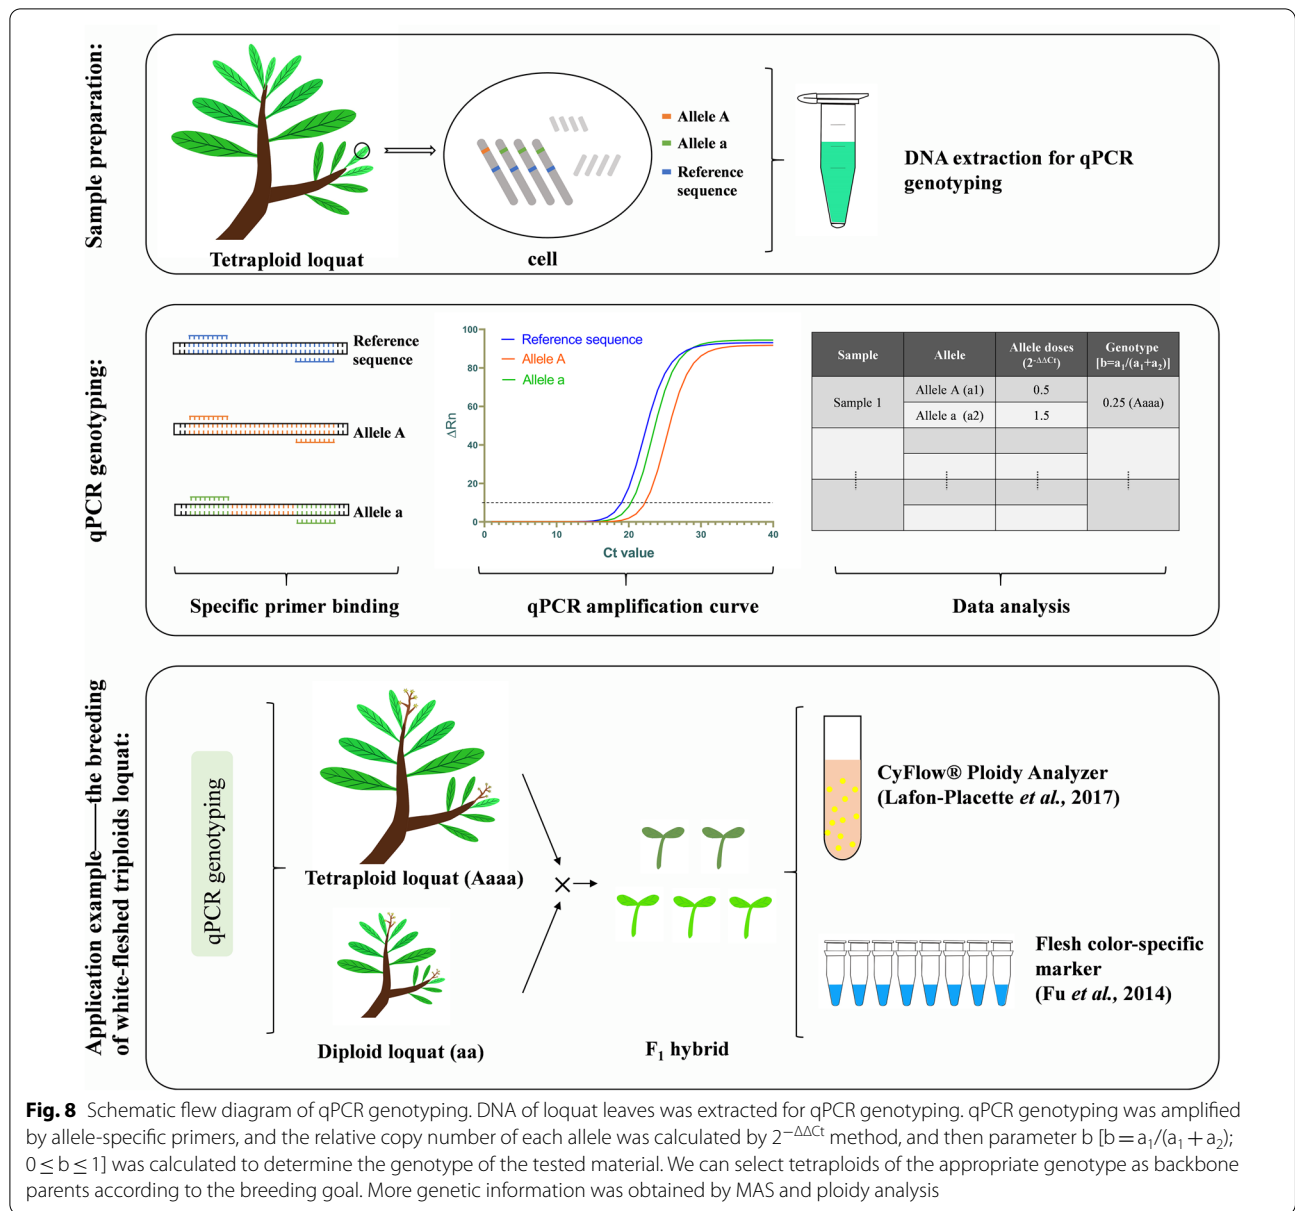 Sample preparation:
Allele A
Allele a
Reference
sequence
DNA extraction for qPCR
genotyping
Tetraploid loquat
cell
qPCR genotyping:
Reference
sequence
Allele A
Allele a
Specific primer binding
100
80
60
40
20
0
ΔRn
Reference sequence
Allele A
Allele a
0 10 20 30 40
Ct value
qPCR amplification curve
Sample Allele Allele doses (2-ΔΔCt) Genotype [b=a1/(a1+a2)]
Sample 1 Allele A (a1) 0.5 0.25 (Aaaa)
Allele a (a2) 1.5
Data analysis
Application example——the breeding
of white-fleshed triploids loquat:
qPCR genotyping
Tetraploid loquat (Aaaa)
Diploid loquat (aa)
F1 hybrid
CyFlow® Ploidy Analyzer
(Lafon-Placette et al., 2017)
Flesh color-specific
marker
(Fu et al., 2014)
Fig. 8 Schematic flew diagram of qPCR genotyping. DNA of loquat leaves was extracted for qPCR genotyping. qPCR genotyping was amplified
by allele-specific primers, and the relative copy number of each allele was calculated by 2−ΔΔCt method, and then parameter b [b = a1/(a1 + a2);
0 ≤ b ≤ 1] was calculated to determine the genotype of the tested material. We can select tetraploids of the appropriate genotype as backbone
parents according to the breeding goal. More genetic information was obtained by MAS and ploidy analysis